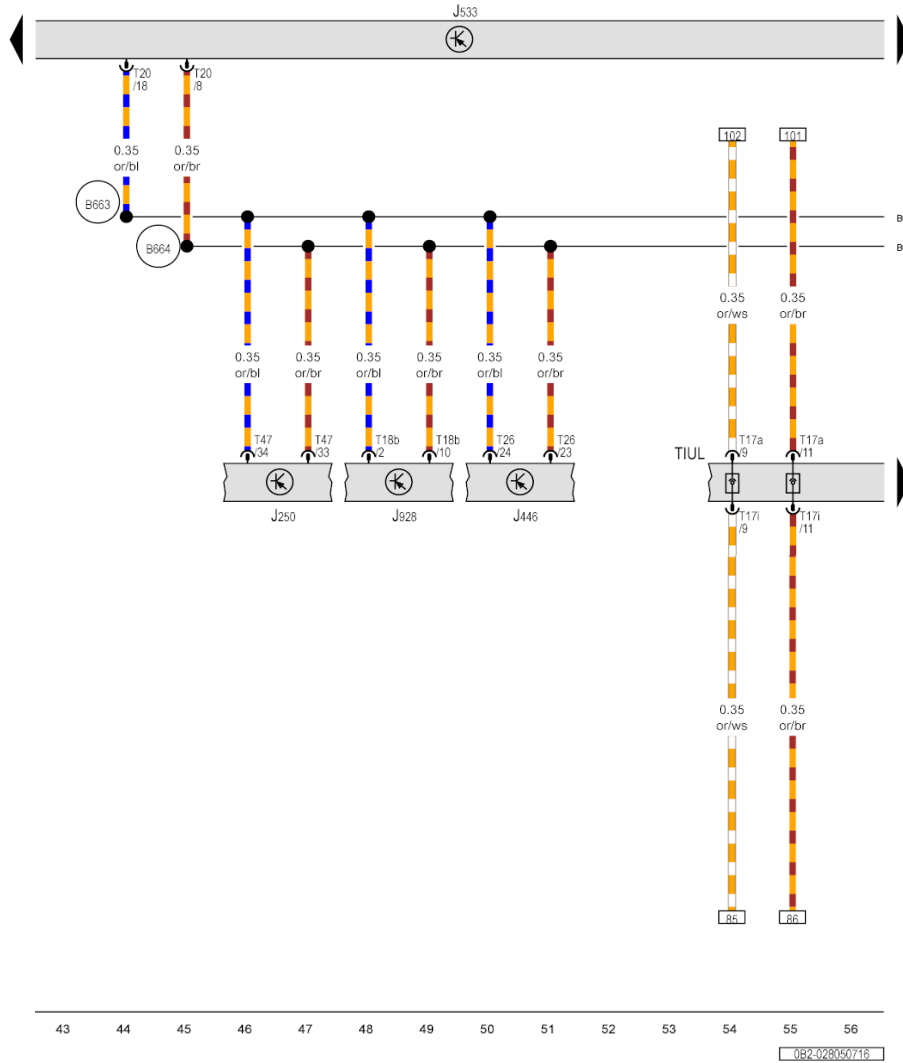 J533
T20
/18
T20
/8
0.35
or/bl
0.35
or/br
102
101
B663
B
B664
B
0.35
or/ws
0.35
or/br
0.35
or/bl
0.35
or/br
0.35
or/bl
0.35
or/br
0.35
or/bl
0.35
or/br
T47
/34
T47
/33
T18b
/2
T18b
/10
T26
/24
T26
/23
T17a
/9
T17a
/11
TIUL
J250
J928
J446
T17i
/9
T17i
/11
0.35
or/ws
0.35
or/br
85
86
43 44 45 46 47 48 49 50 51 52 53 54 55 56
0B2-028050716